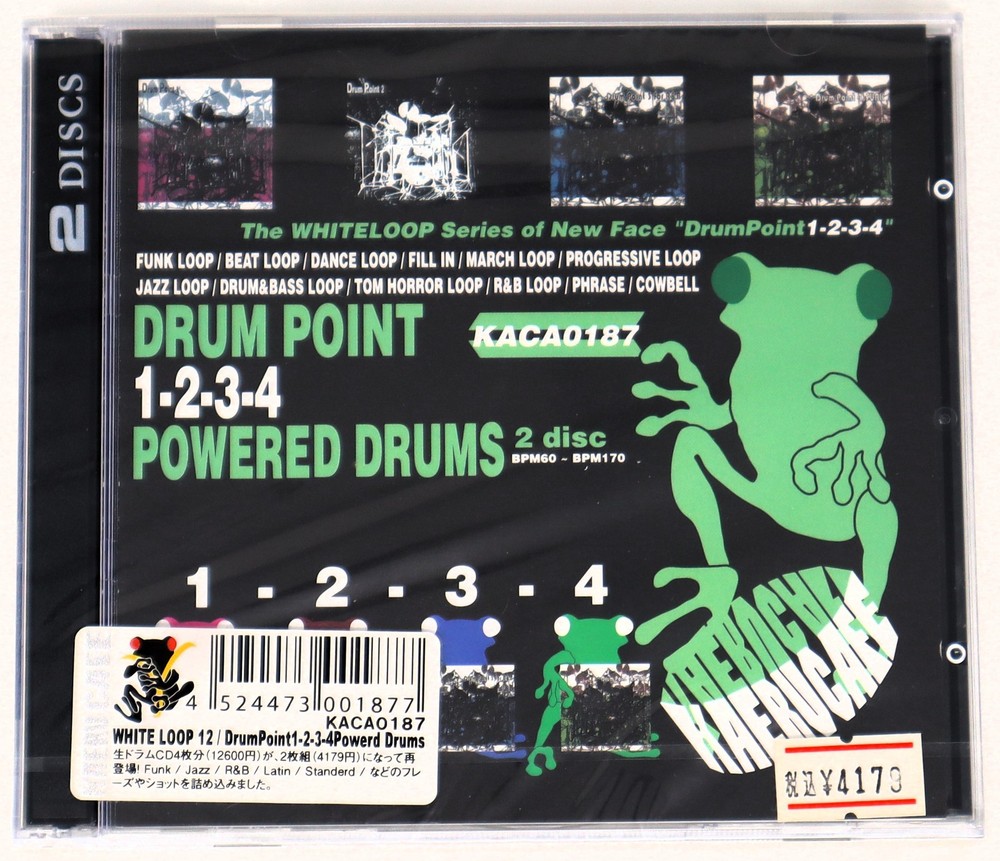 2 DISCS
Drum Point 2
The WHITELOOP Series of New Face "DrumPoint1-2-3-4"
FUNK LOOP / BEAT LOOP / DANCE LOOP / FILL IN / MARCH LOOP / PROGRESSIVE LOOP
JAZZ LOOP / DRUM&BASS LOOP / TOM HORROR LOOP / R&B LOOP / PHRASE / COWBELL
DRUM POINT
KACA0187
1-2-3-4
POWERED DRUMS
2 disc
BPM60 ~ BPM170
1 - 2 - 3 - 4
KAERUCAFE
4 524473 001877
KACA0187
WHITE LOOP 12 / DrumPoint1-2-3-4Powerd Drums
生ドラムCD4枚分(12600円)が、2枚組(4179円)になって再
登場! Funk / Jazz / R&B / Latin / Standerd / などのフレ
ーズやショットを詰め込みました。
税込¥4179